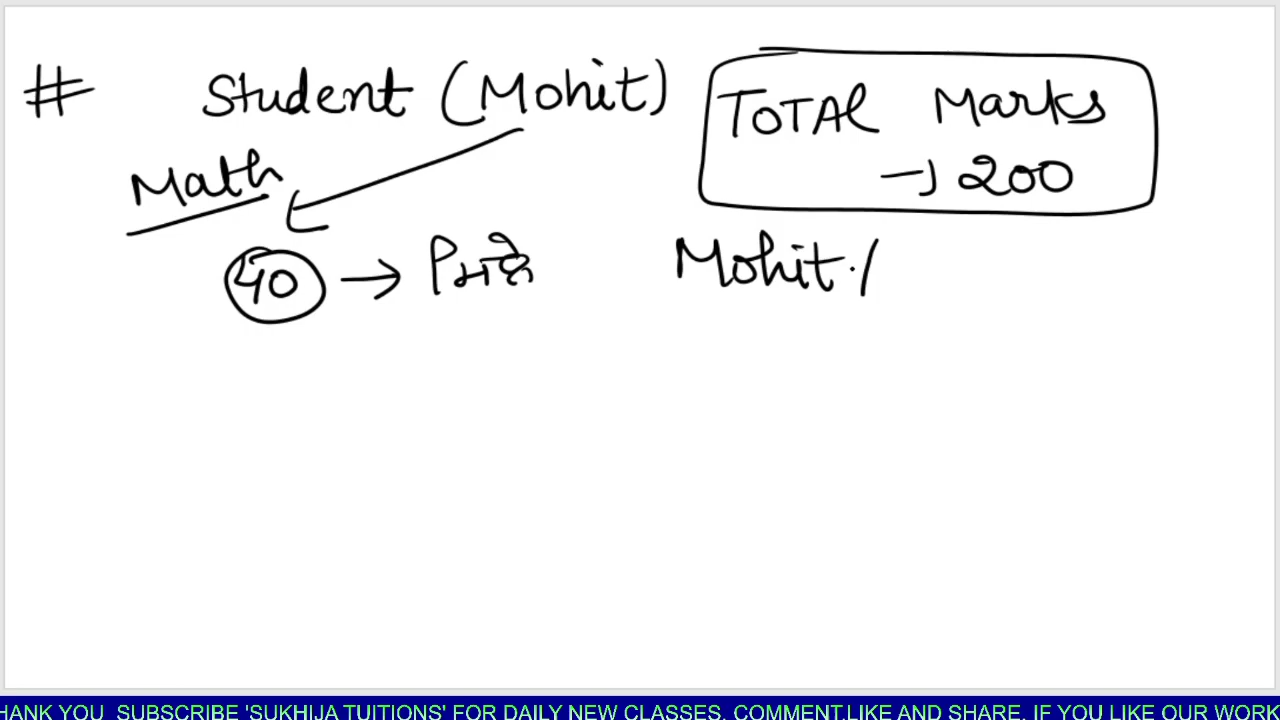 # Student (Mohit)
TOTAL Marks
→ 200
Math
40 →
Mohit %
HANK YOU SUBSCRIBE 'SUKHIJA TUITIONS' FOR DAILY NEW CLASSES. COMMENT,LIKE AND SHARE. IF YOU LIKE OUR WORK